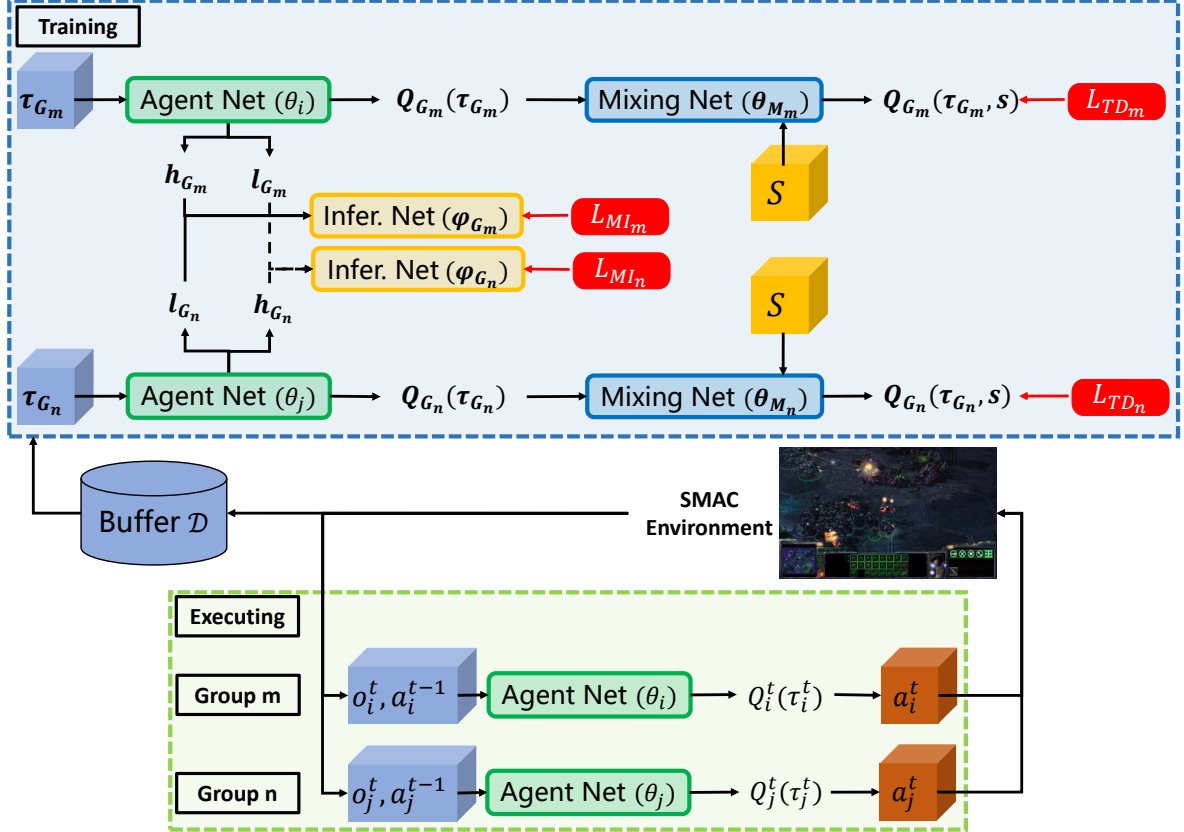 Training
τ_{G_m} Agent Net (θ_i) Q_{G_m}(τ_{G_m}) Mixing Net (θ_{M_m}) Q_{G_m}(τ_{G_m}, s) L_{TD_m}
h_{G_m} l_{G_m} S
Infer. Net (φ_{G_m}) L_{MI_m}
Infer. Net (φ_{G_n}) L_{MI_n}
l_{G_n} h_{G_n} S
τ_{G_n} Agent Net (θ_j) Q_{G_n}(τ_{G_n}) Mixing Net (θ_{M_n}) Q_{G_n}(τ_{G_n}, s) L_{TD_n}
Buffer 𝒟
SMAC
Environment
Executing
Group m o_i^t, a_i^{t-1} Agent Net (θ_i) Q_i^t(τ_i^t) a_i^t
Group n o_j^t, a_j^{t-1} Agent Net (θ_j) Q_j^t(τ_j^t) a_j^t